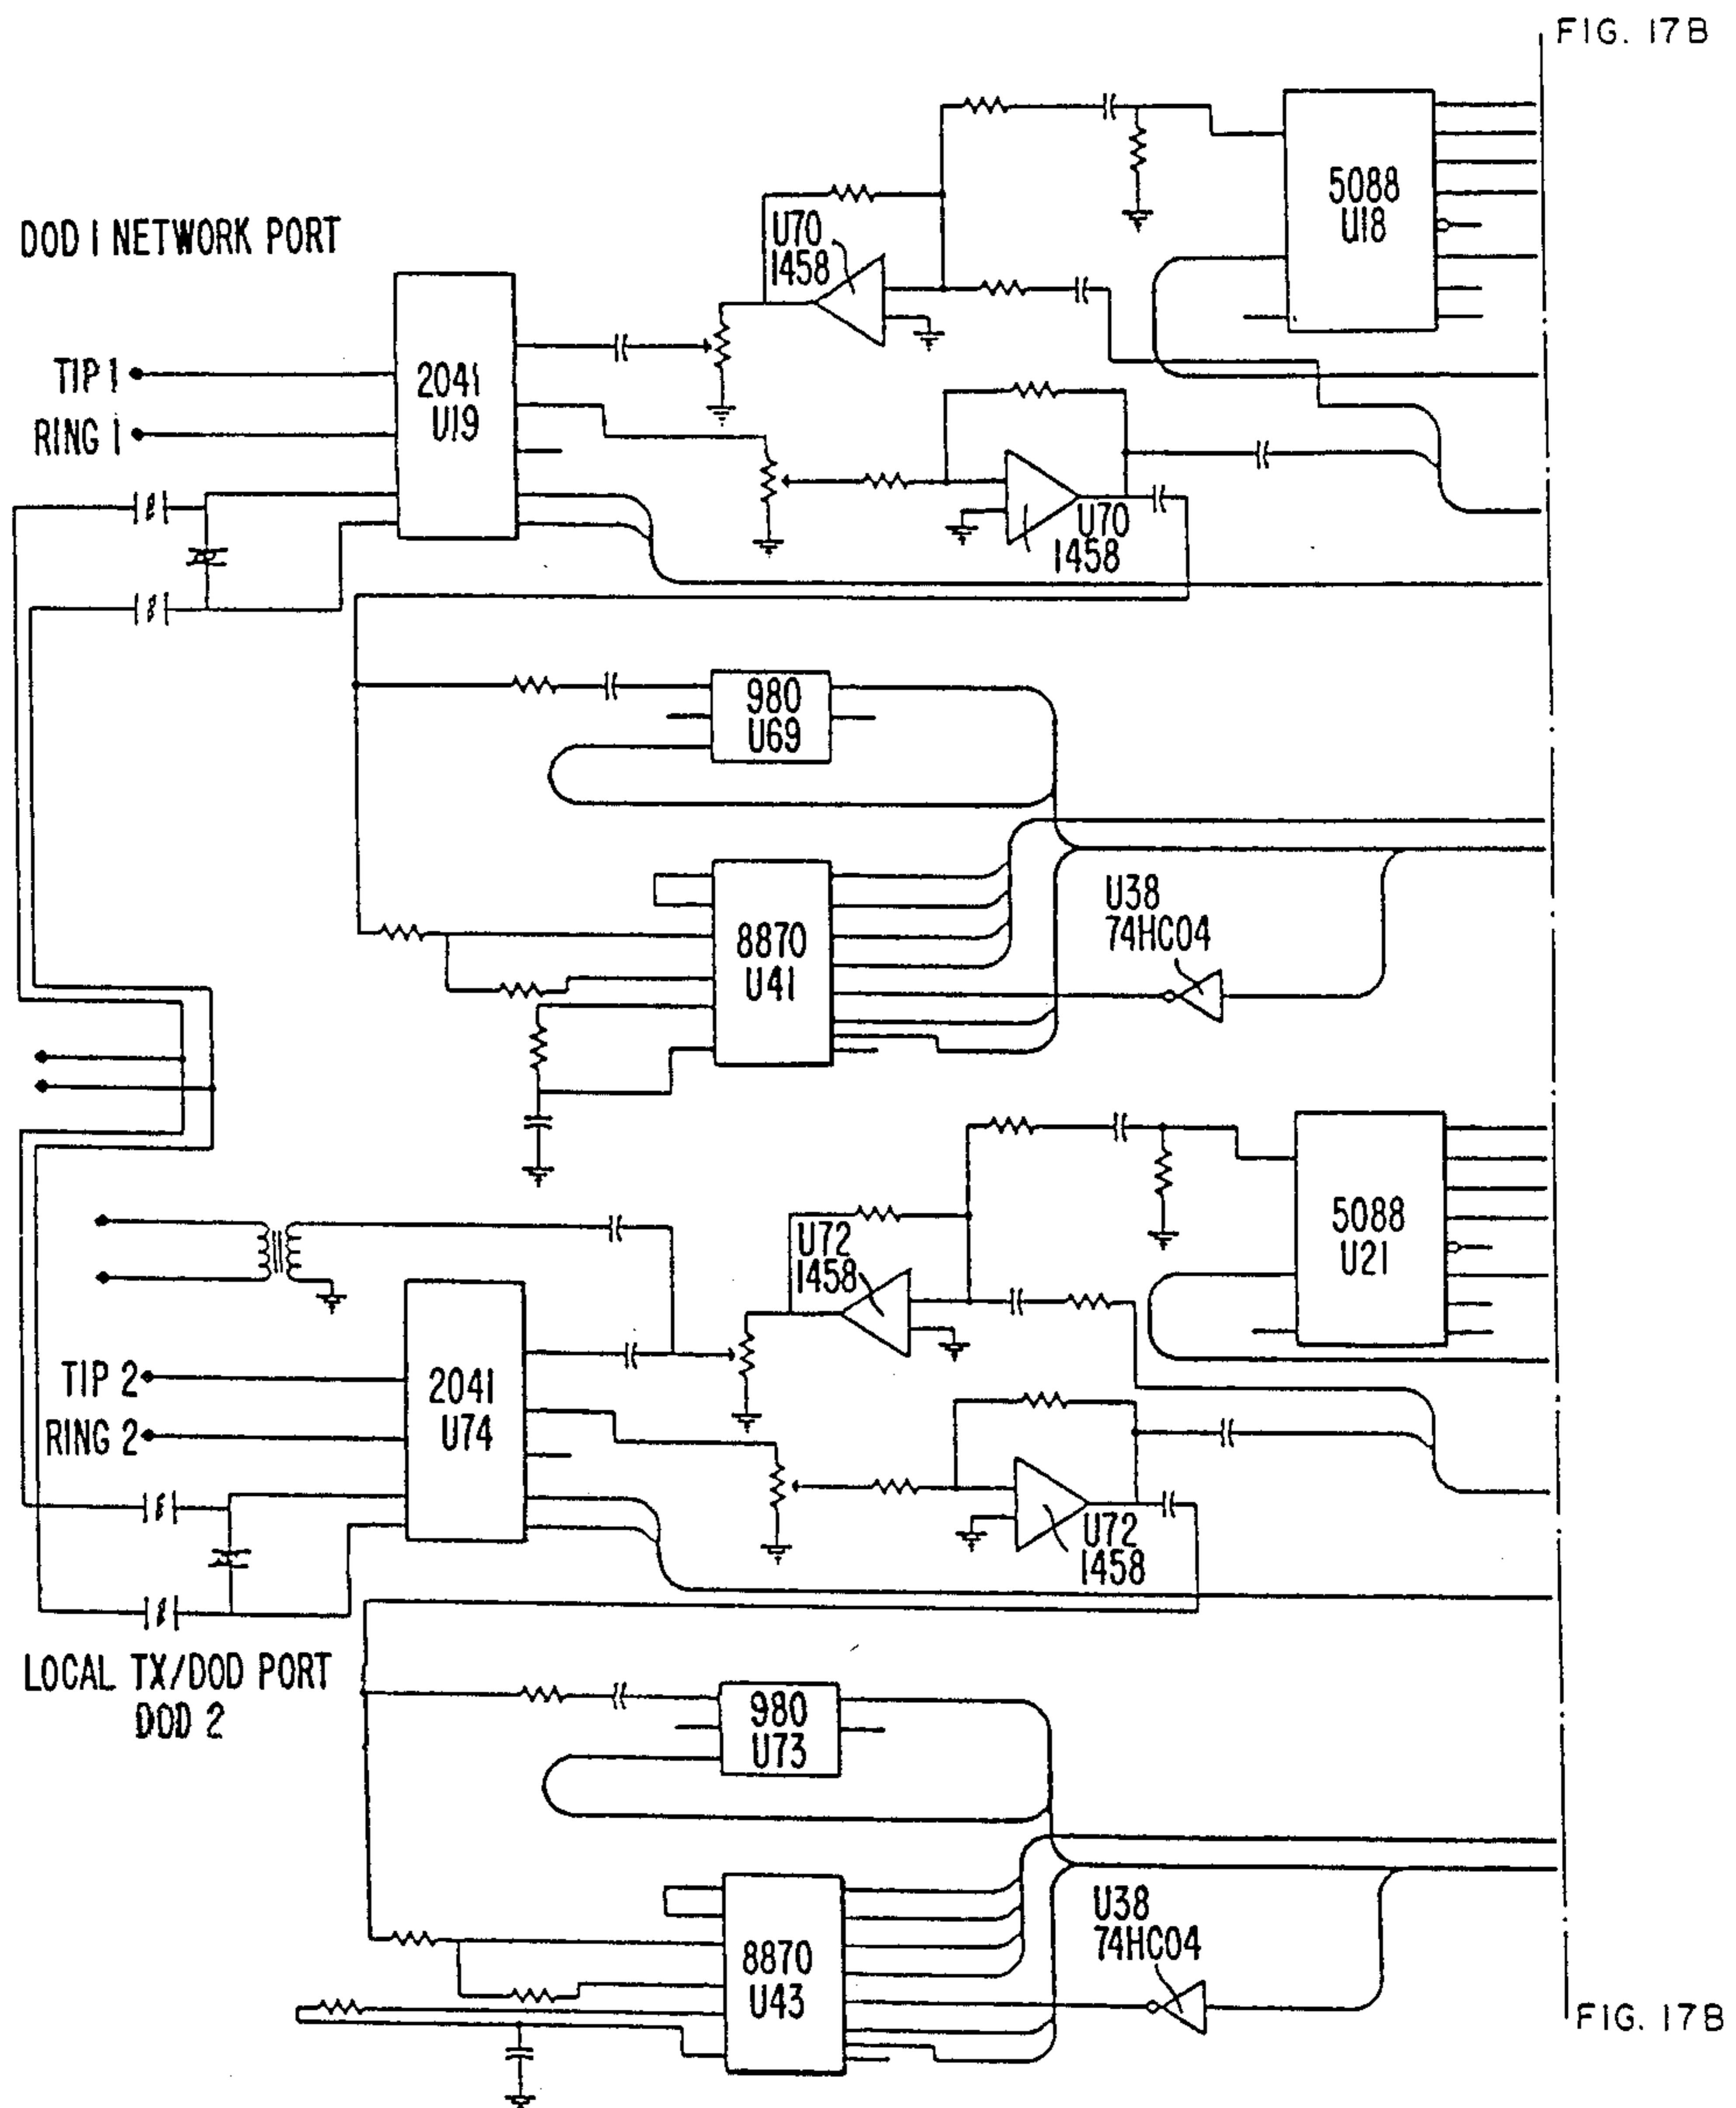 FIG. 17B
DOD 1 NETWORK PORT
5088
U18
U70
1458
TIP 1
RING 1
2041
U19
U70
1458
980
U69
8870
U41
U38
74HC04
5088
U21
U72
1458
TIP 2
RING 2
2041
U74
U72
1458
LOCAL TX/DOD PORT
DOD 2
980
U73
8870
U43
U38
74HC04
FIG. 17B